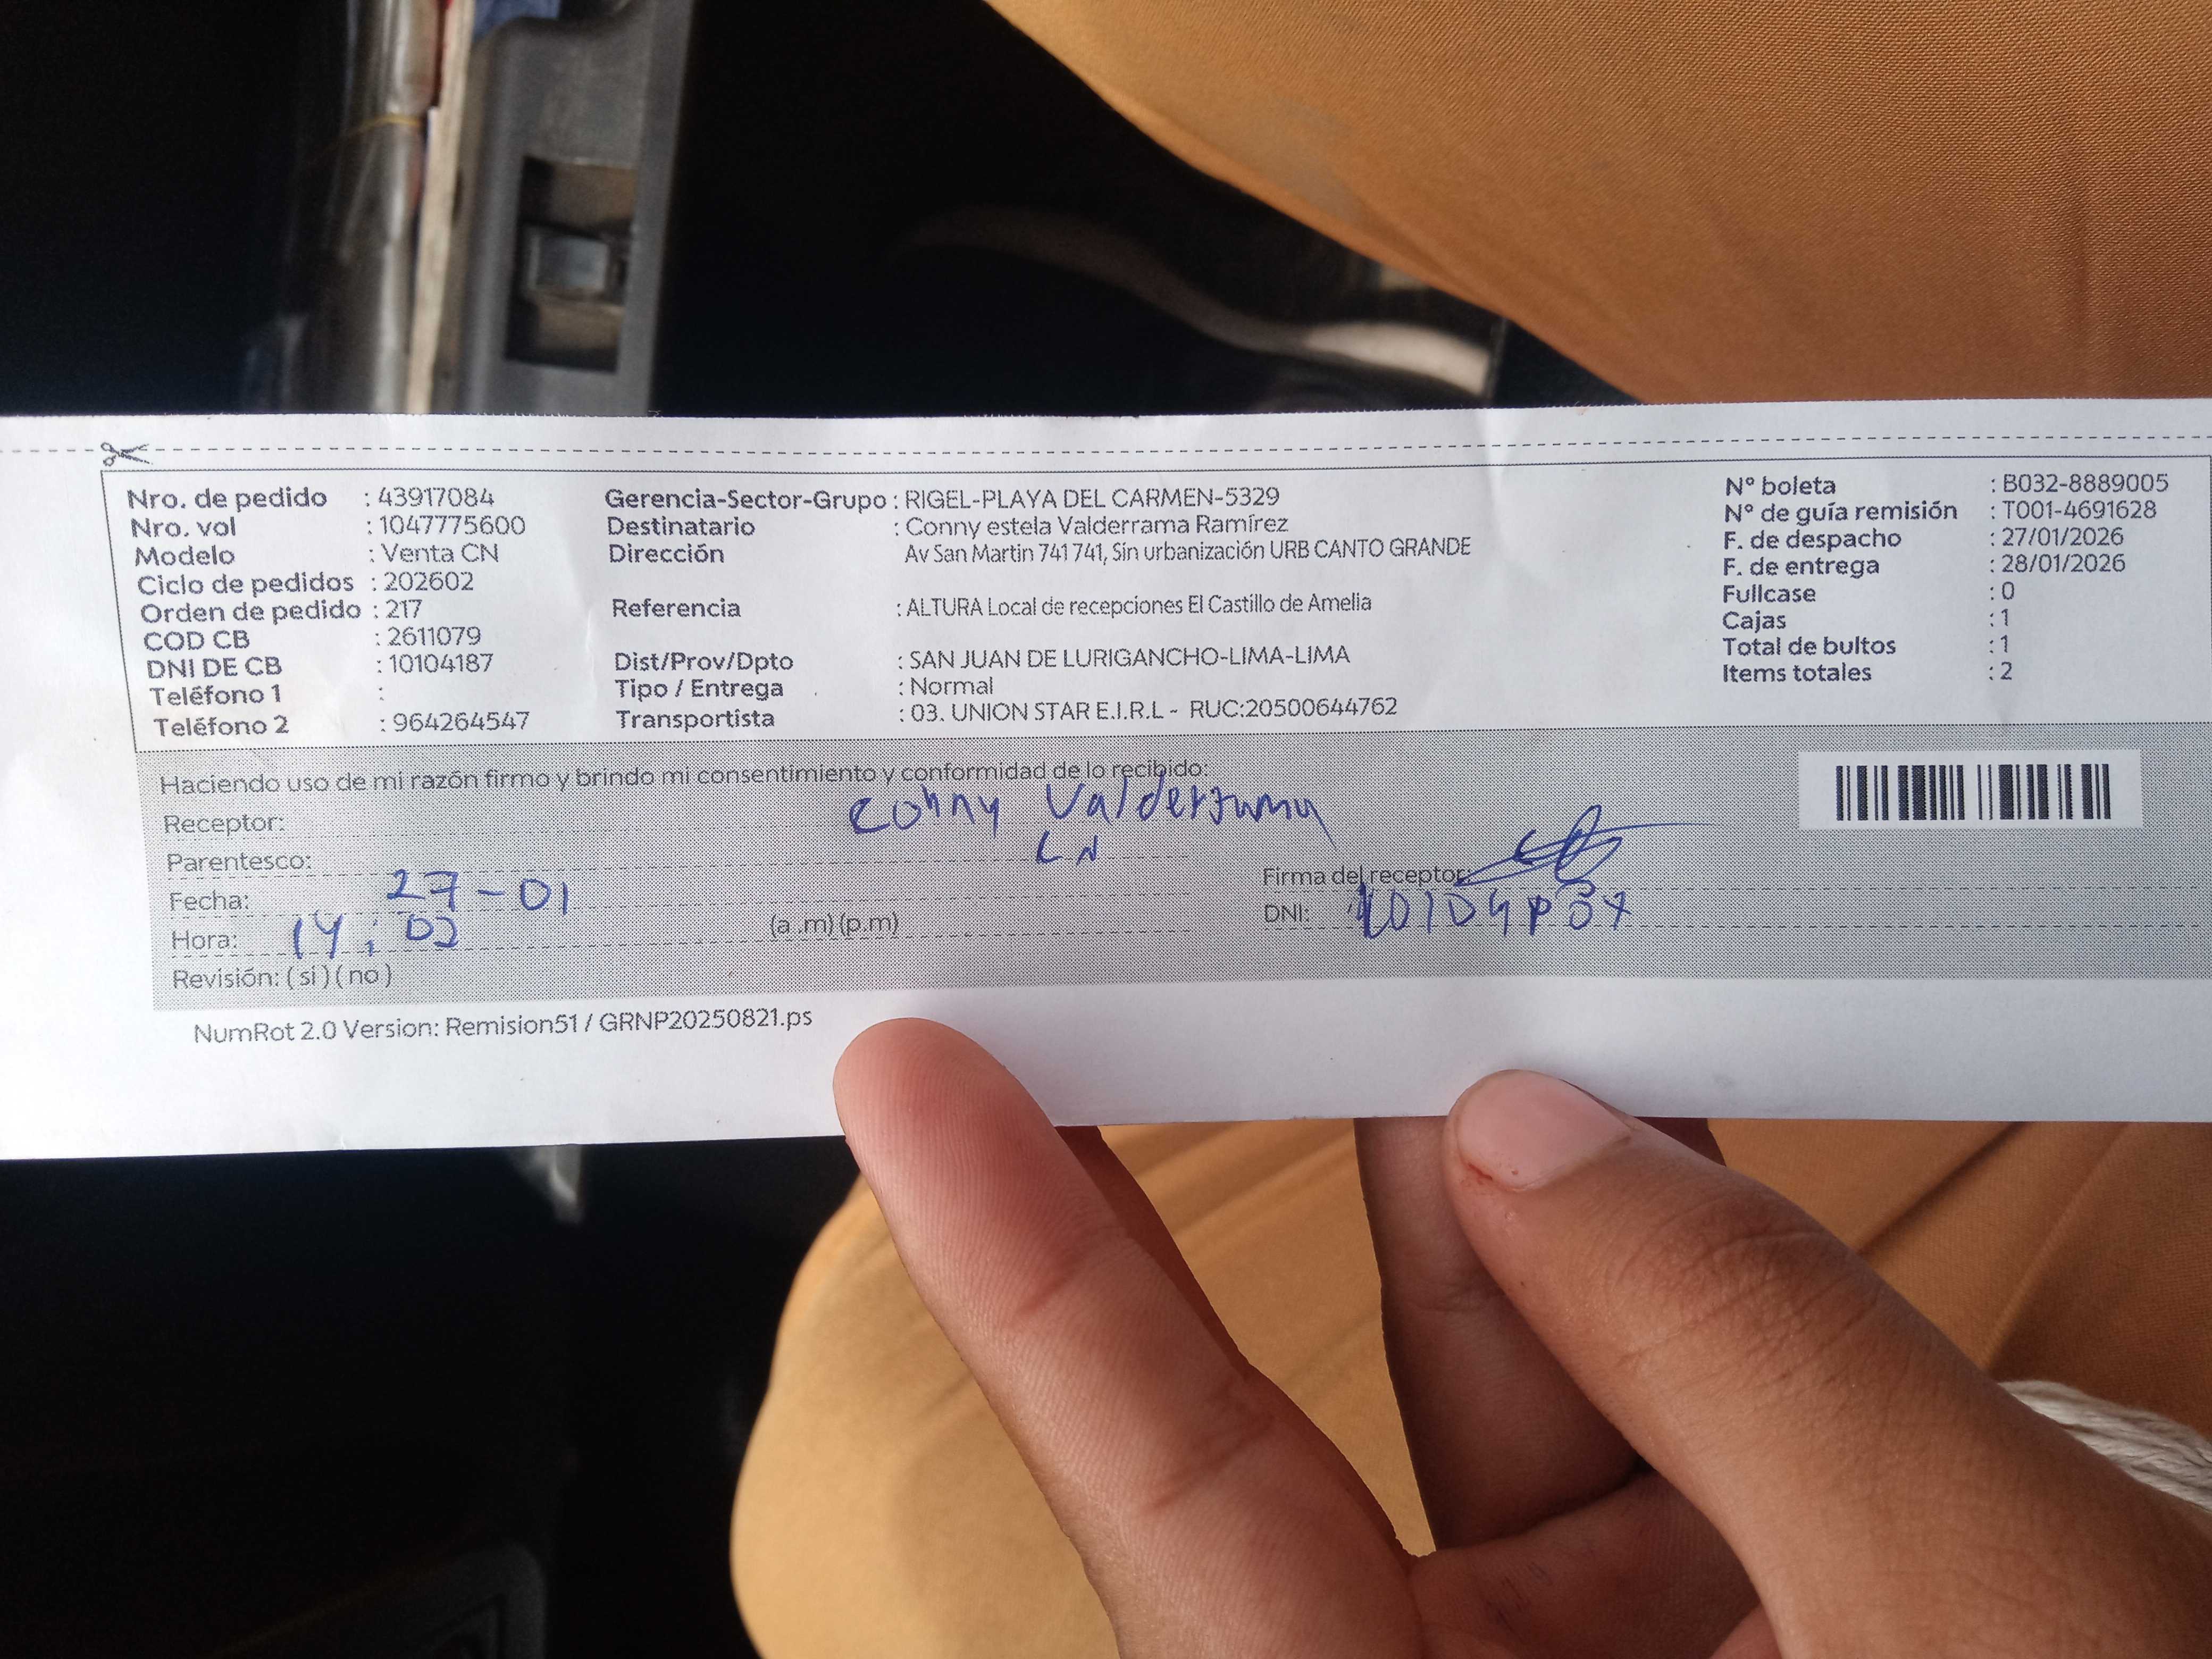 Nro. de pedido : 43917084
Nro. vol : 1047775600
Modelo : Venta CN
Ciclo de pedidos : 202602
Orden de pedido : 217
COD CB : 2611079
DNI DE CB : 10104187
Teléfono 1 :
Teléfono 2 : 964264547
Gerencia-Sector-Grupo : RIGEL-PLAYA DEL CARMEN-5329
Destinatario : Conny estela Valderrama Ramírez
Dirección Av San Martin 741 741, Sin urbanización URB CANTO GRANDE
Referencia : ALTURA Local de recepciones El Castillo de Amelia
Dist/Prov/Dpto : SAN JUAN DE LURIGANCHO-LIMA-LIMA
Tipo / Entrega : Normal
Transportista : 03. UNION STAR E.I.R.L - RUC:20500644762
N° boleta : B032-8889005
N° de guía remisión : T001-4691628
F. de despacho : 27/01/2026
F. de entrega : 28/01/2026
Fullcase : 0
Cajas : 1
Total de bultos : 1
Items totales : 2
Haciendo uso de mi razón firmo y brindo mi consentimiento y conformidad de lo recibido:
Receptor: Conny Valderrama
Parentesco:
Fecha: 27-01
Hora: 14:02 (a .m) (p.m)
Revisión: ( si ) ( no )
Firma del receptor:
DNI:
NumRot 2.0 Version: Remision51 / GRNP20250821.ps